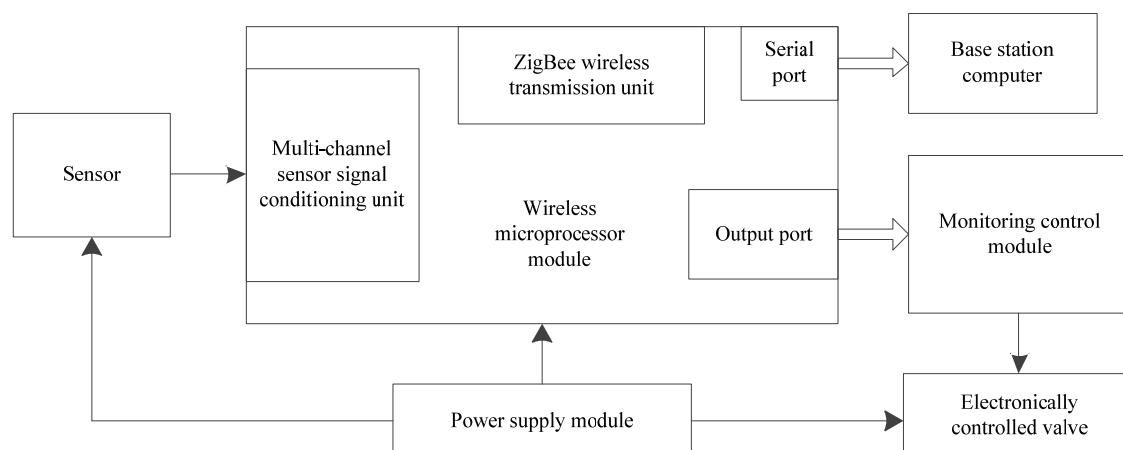 Sensor
Multi-channel
sensor signal
conditioning unit
ZigBee wireless
transmission unit
Serial
port
Base station
computer
Wireless
microprocessor
module
Output port
Monitoring control
module
Power supply module
Electronically
controlled valve